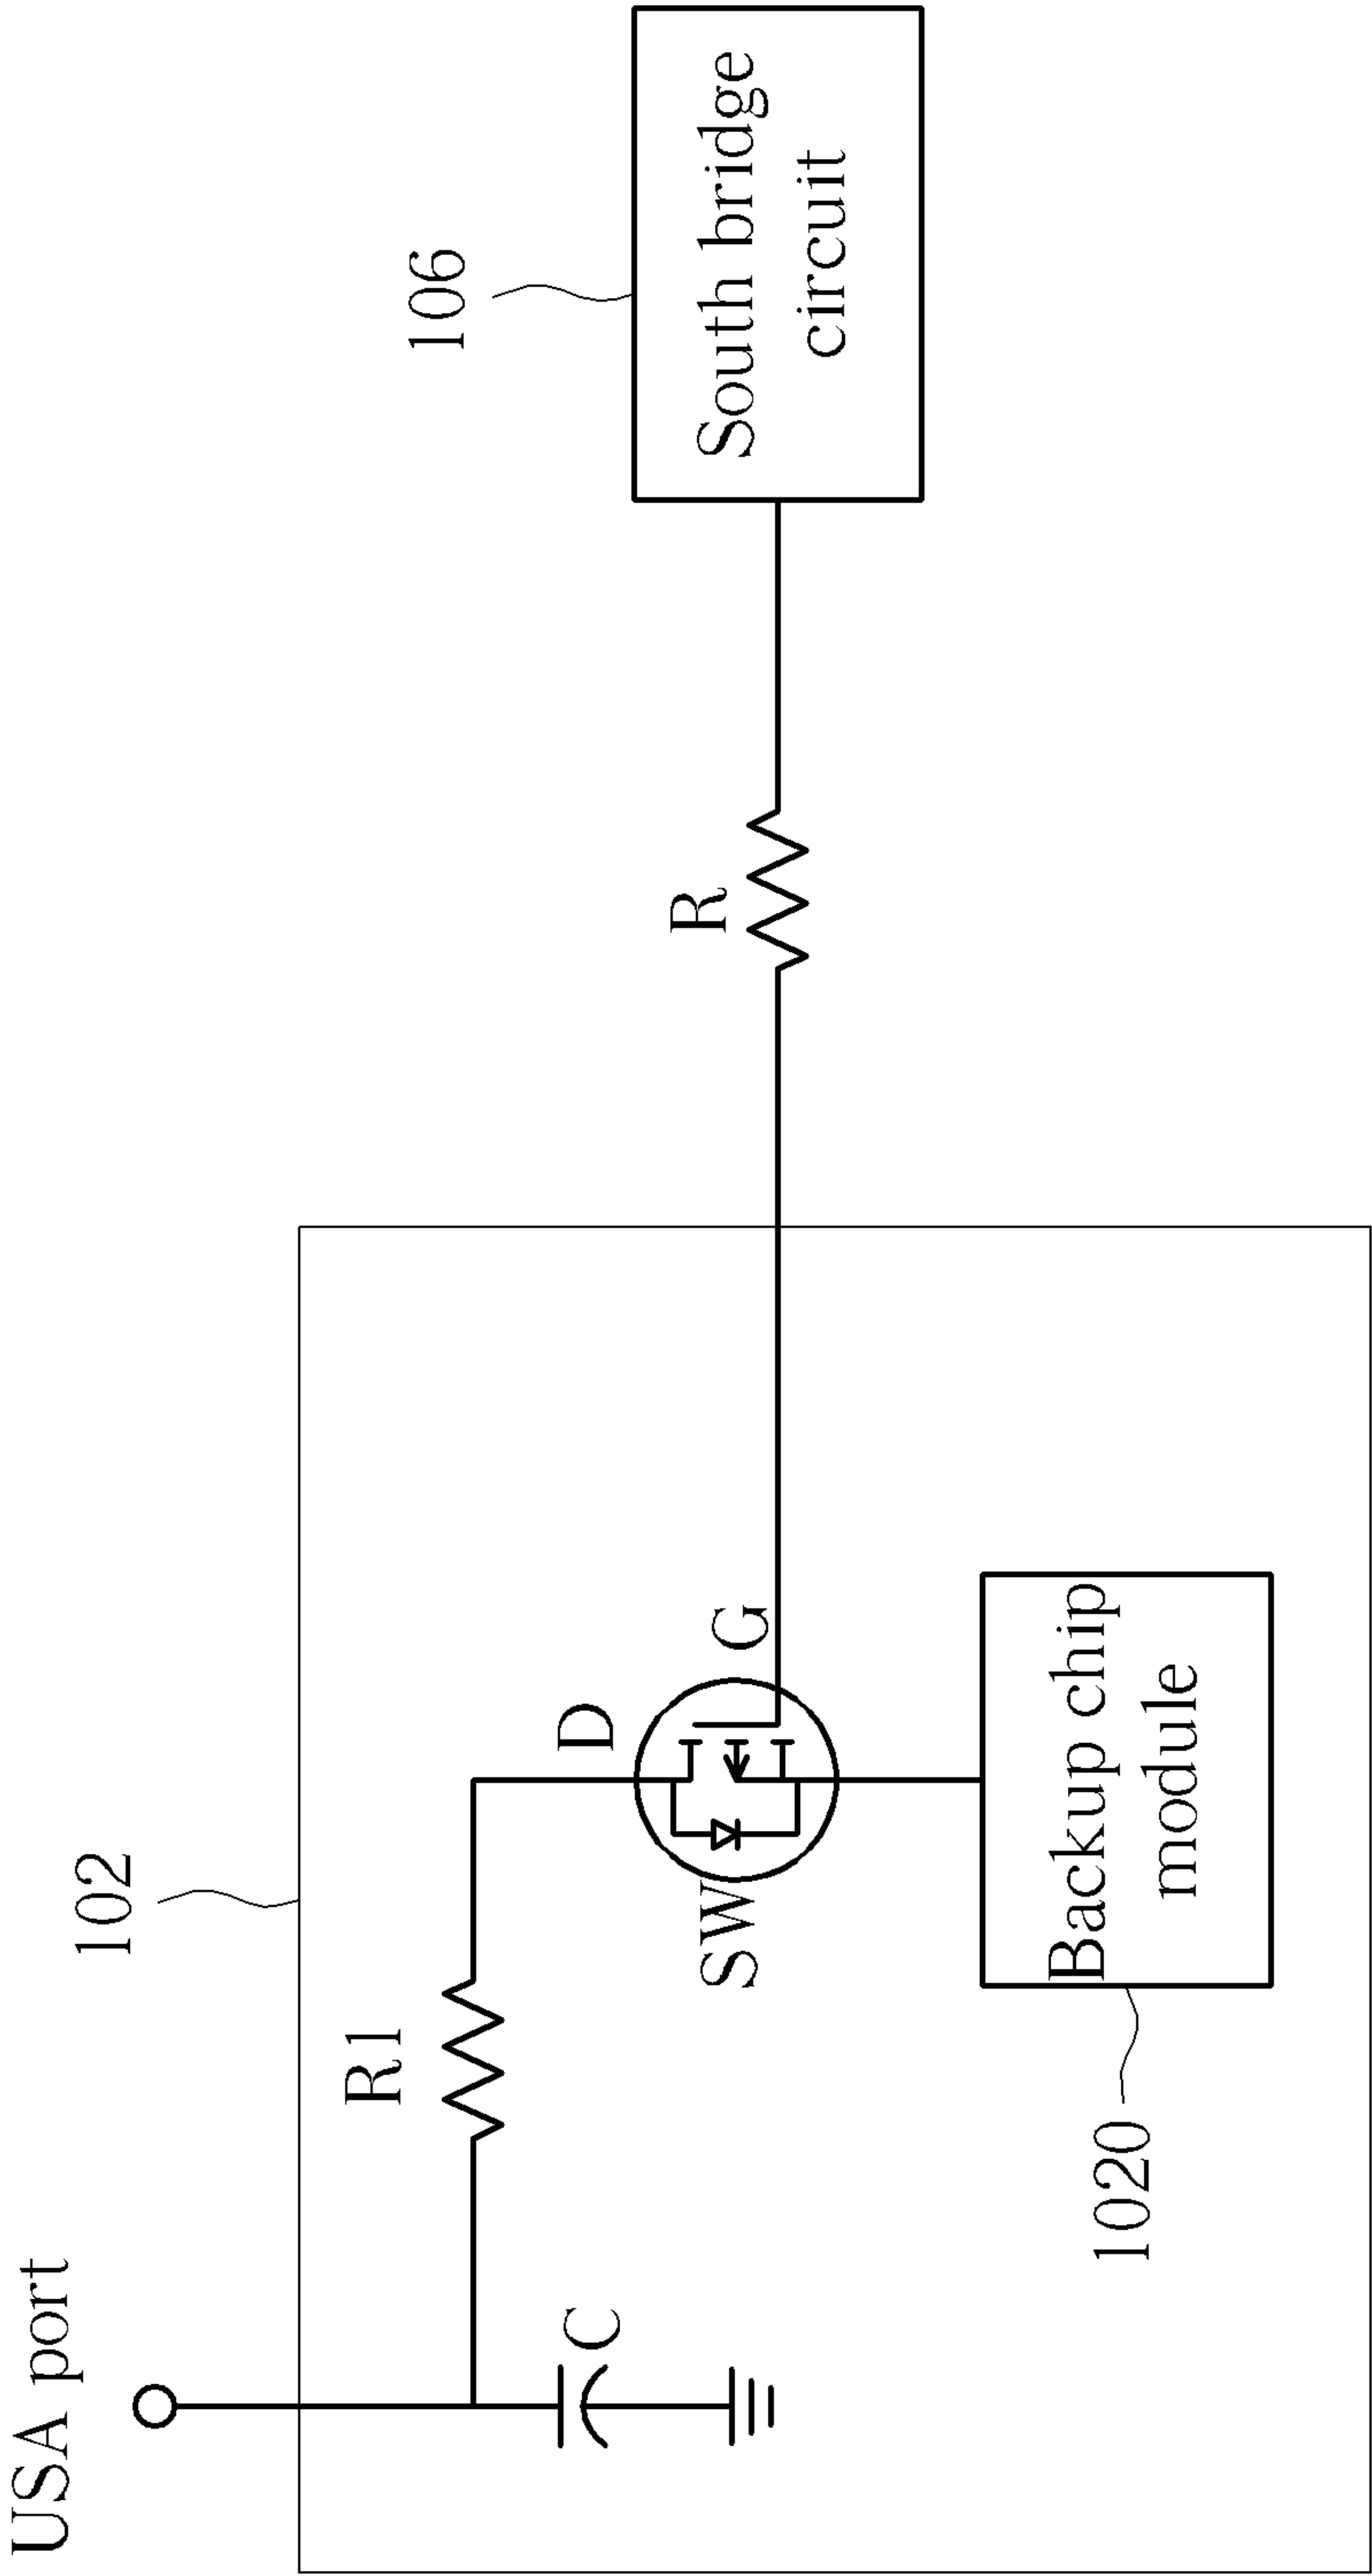 USA port
102
R1
C
D
SW
G
R
106
South bridge
circuit
Backup chip
module
1020